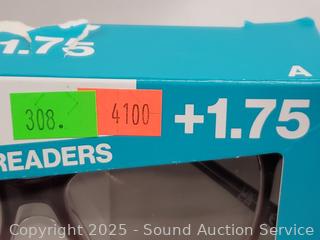 1.75
A
308.
4100
+1.75
READERS
Copyright 2025 - Sound Auction Service